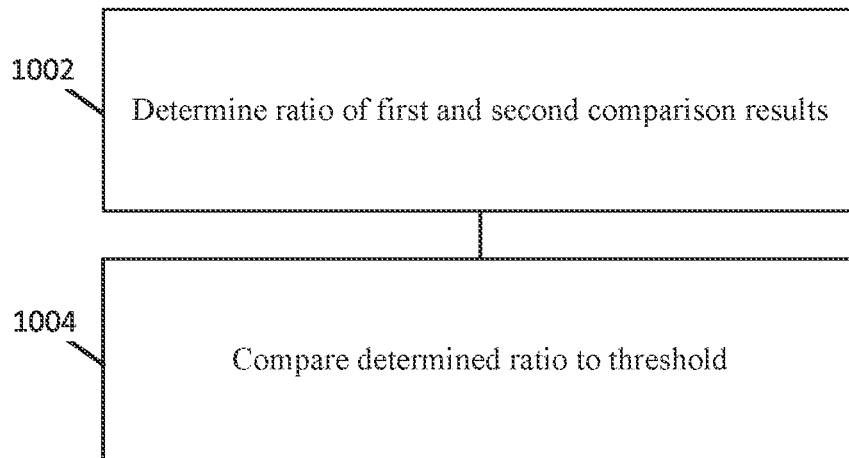 1002
Determine ratio of first and second comparison results
1004
Compare determined ratio to threshold